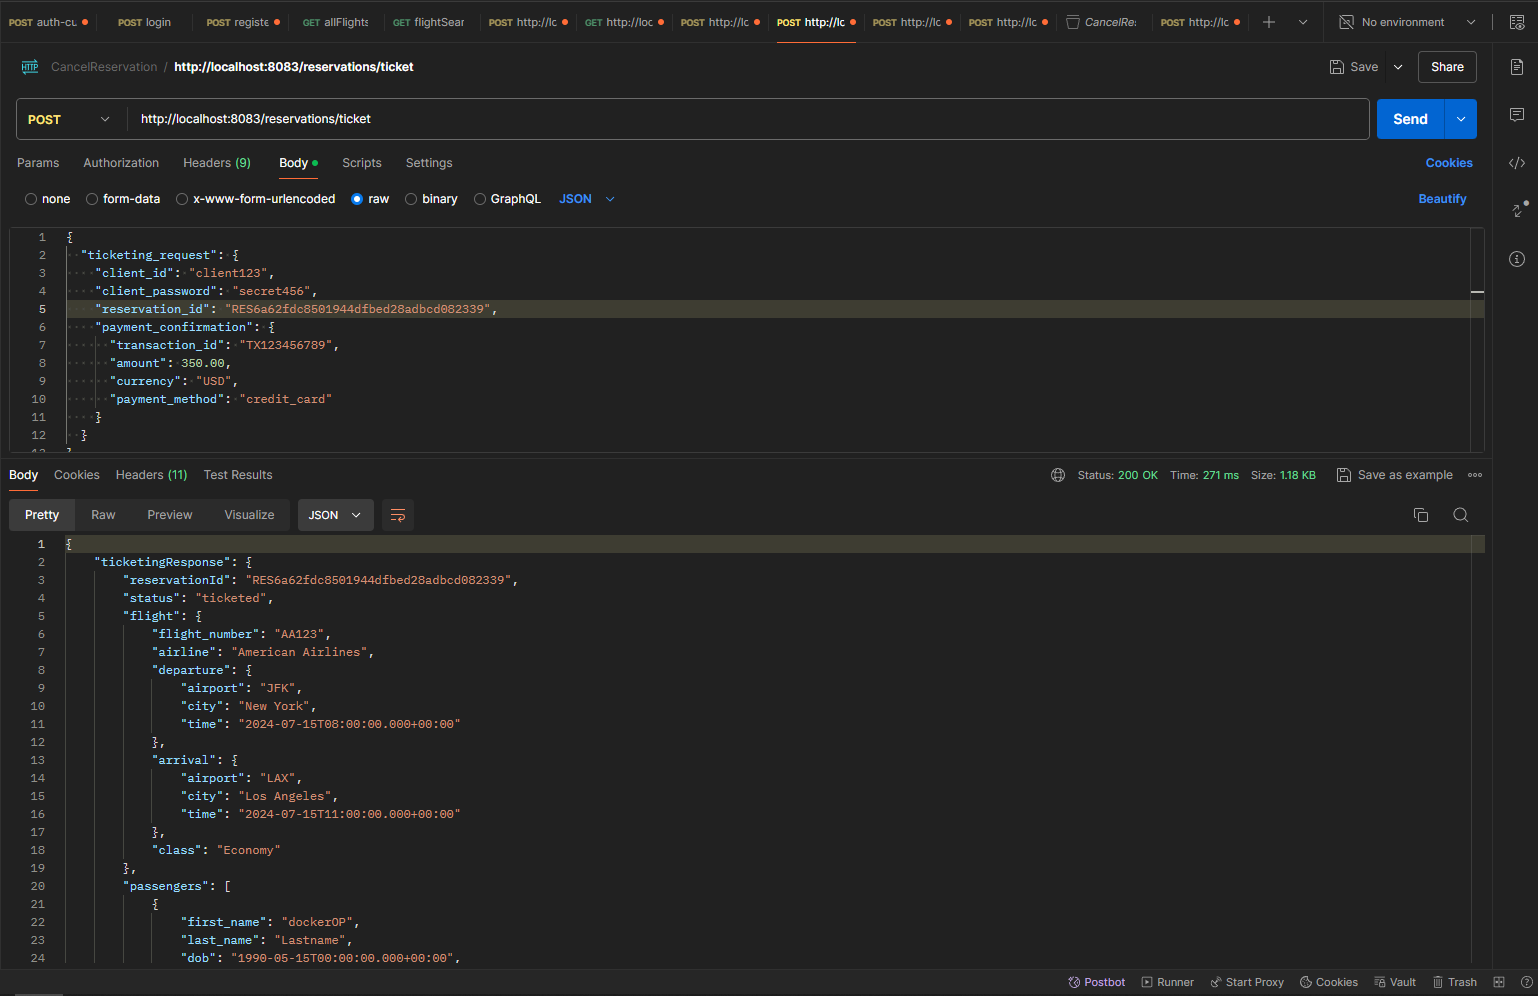 POST auth-cu
POST login
POST registe
GET allFlights
GET flightSear
POST http://lc
GET http://loc
POST http://lc
POST http://lc
POST http://lc
POST http://lc
CancelRes
POST http://lc
No environment
CancelReservation / http://localhost:8083/reservations/ticket
Save
Share
POST
http://localhost:8083/reservations/ticket
Send
Params Authorization Headers (9) Body Scripts Settings
Cookies
none form-data x-www-form-urlencoded raw binary GraphQL JSON
Beautify
1 {
2 "ticketing_request": {
3 "client_id": "client123",
4 "client_password": "secret456",
5 "reservation_id": "RES6a62fdc8501944dfbed28adbcd082339",
6 "payment_confirmation": {
7 "transaction_id": "TX123456789",
8 "amount": 350.00,
9 "currency": "USD",
10 "payment_method": "credit_card"
11 }
12 }
Body Cookies Headers (11) Test Results
Status: 200 OK Time: 271 ms Size: 1.18 KB
Save as example
Pretty Raw Preview Visualize JSON
1 {
2 "ticketingResponse": {
3 "reservationId": "RES6a62fdc8501944dfbed28adbcd082339",
4 "status": "ticketed",
5 "flight": {
6 "flight_number": "AA123",
7 "airline": "American Airlines",
8 "departure": {
9 "airport": "JFK",
10 "city": "New York",
11 "time": "2024-07-15T08:00:00.000+00:00"
12 },
13 "arrival": {
14 "airport": "LAX",
15 "city": "Los Angeles",
16 "time": "2024-07-15T11:00:00.000+00:00"
17 },
18 "class": "Economy"
19 },
20 "passengers": [
21 {
22 "first_name": "dockerOP",
23 "last_name": "Lastname",
24 "dob": "1990-05-15T00:00:00.000+00:00",
Postbot Runner Start Proxy Cookies Vault Trash